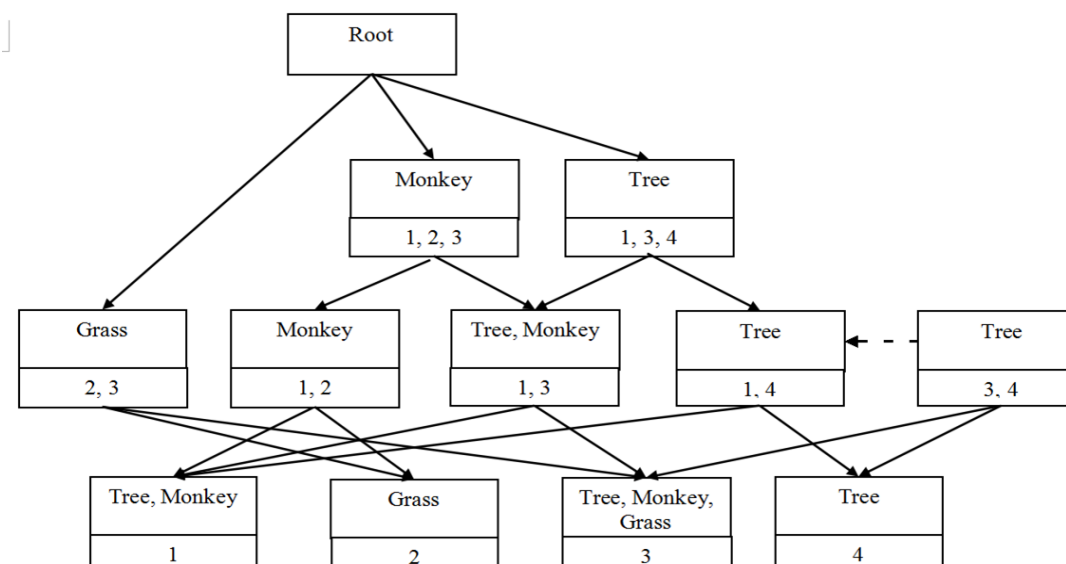 Root
Monkey
Tree
1, 2, 3
1, 3, 4
Grass
Monkey
Tree, Monkey
Tree
Tree
2, 3
1, 2
1, 3
1, 4
3, 4
Tree, Monkey
Grass
Tree, Monkey,
Grass
Tree
1
2
3
4